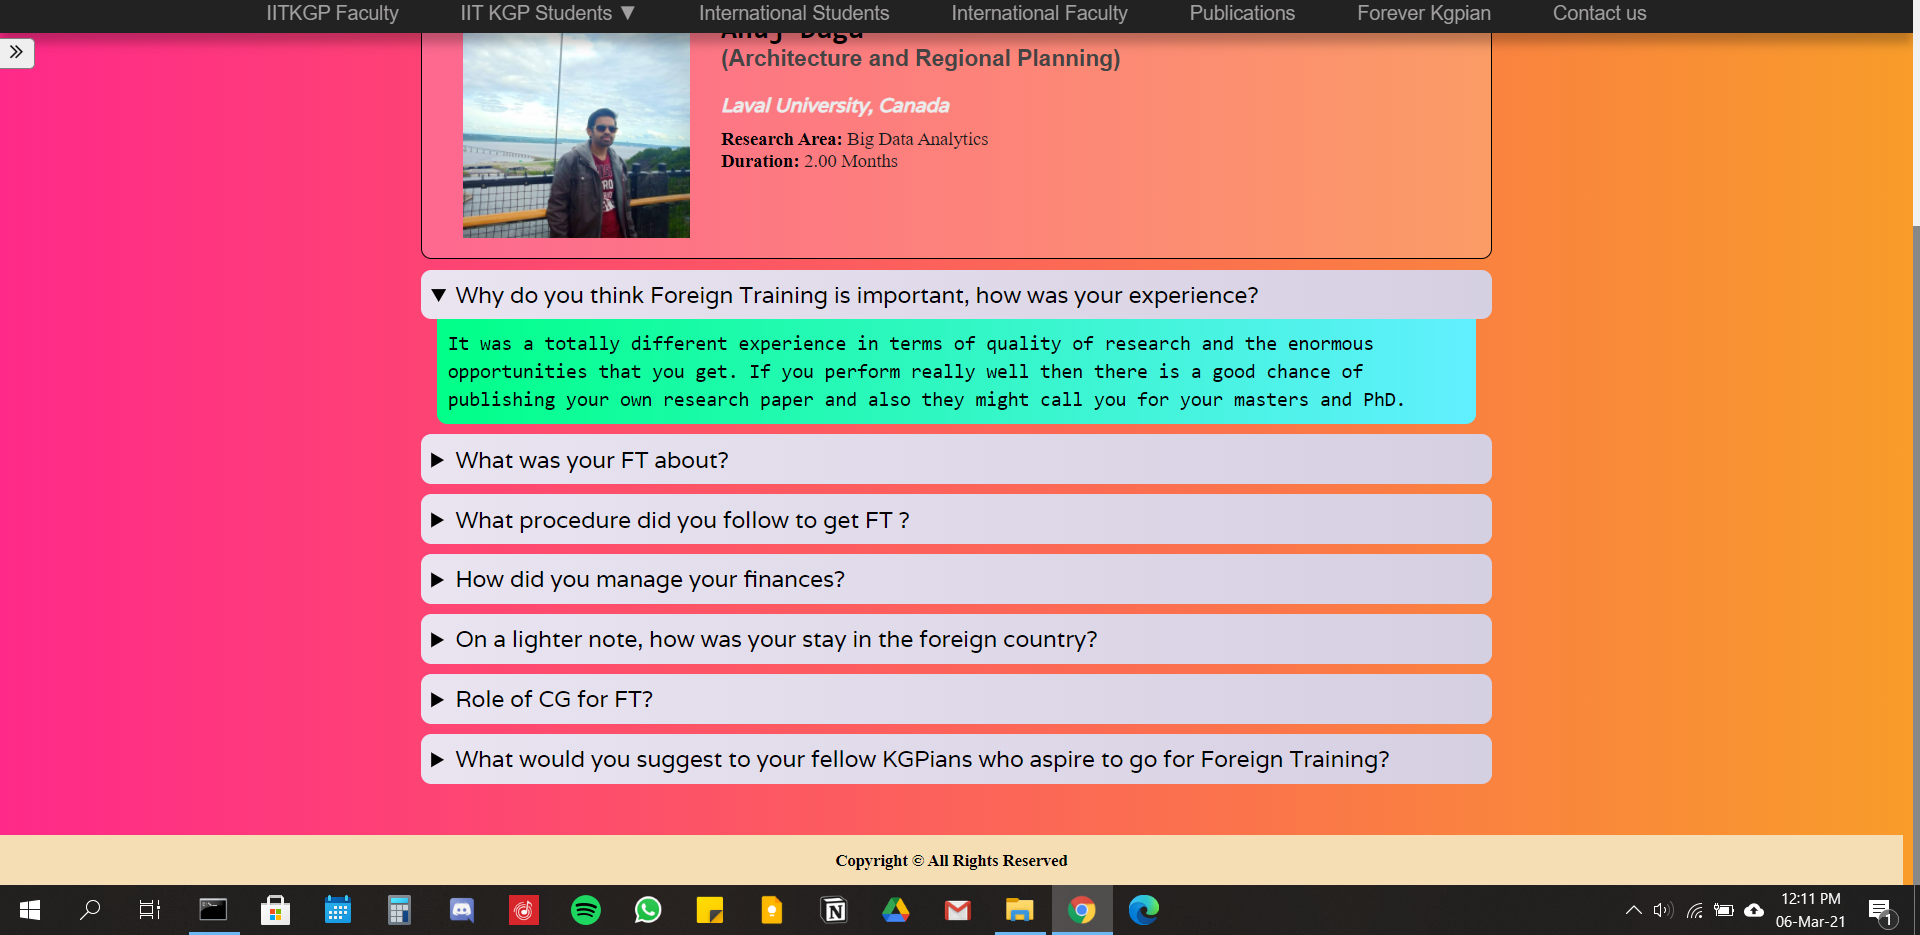 IITKGP Faculty
IIT KGP Students ▼
International Students
International Faculty
Publications
Forever Kgpian
Contact us
(Architecture and Regional Planning)
Laval University, Canada
Research Area: Big Data Analytics
Duration: 2.00 Months
Why do you think Foreign Training is important, how was your experience?
It was a totally different experience in terms of quality of research and the enormous
opportunities that you get. If you perform really well then there is a good chance of
publishing your own research paper and also they might call you for your masters and PhD.
What was your FT about?
What procedure did you follow to get FT ?
How did you manage your finances?
On a lighter note, how was your stay in the foreign country?
Role of CG for FT?
What would you suggest to your fellow KGPians who aspire to go for Foreign Training?
Copyright © All Rights Reserved
12:11 PM
06-Mar-21
1